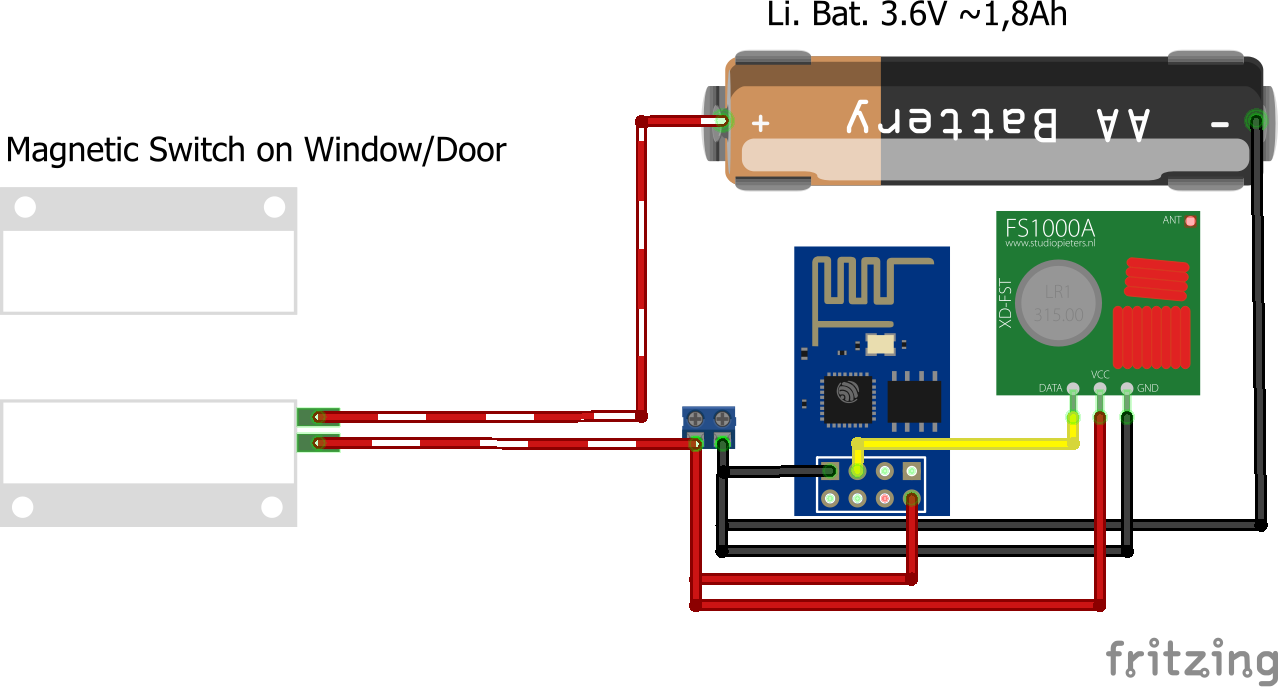 Li. Bat. 3.6V ~1,8Ah
+ AA Battery -
Magnetic Switch on Window/Door
FS1000A
ANT
www.studiopieters.nl
XD-FST
LR1
315.00
VCC
DATA
GND
fritzing